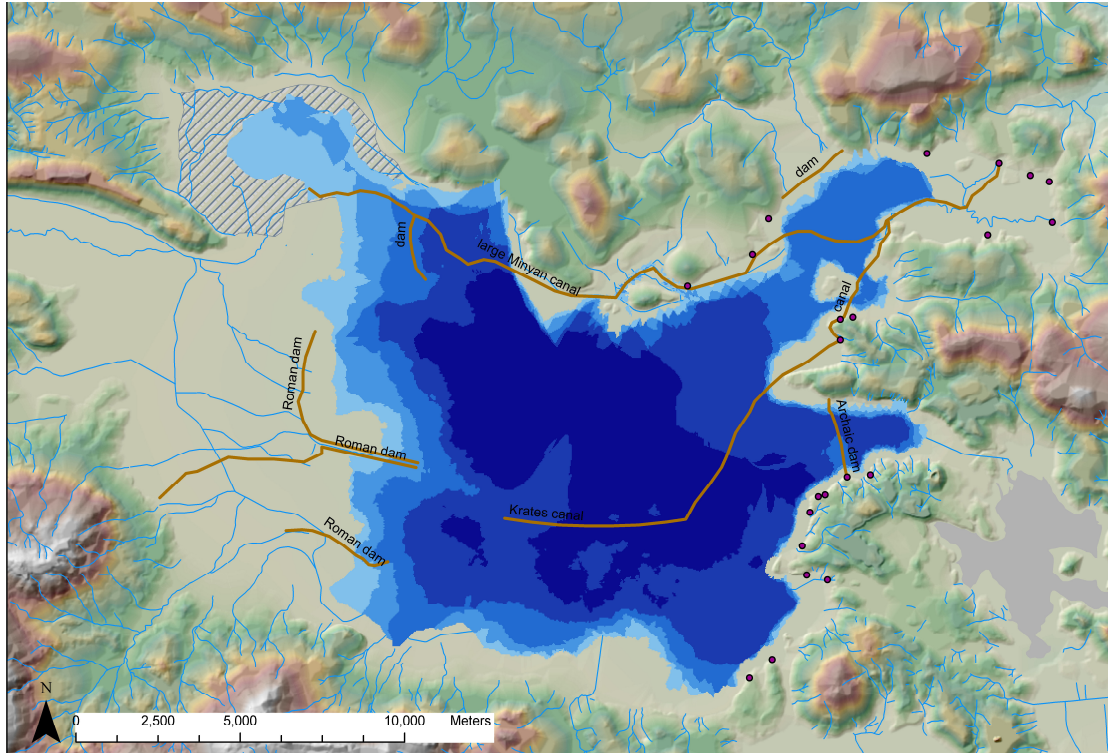 dam
dam
large Minyan canal
canal
Roman dam
Archaic dam
Roman dam
Krates canal
Roman dam
N
0 2,500 5,000 10,000 Meters